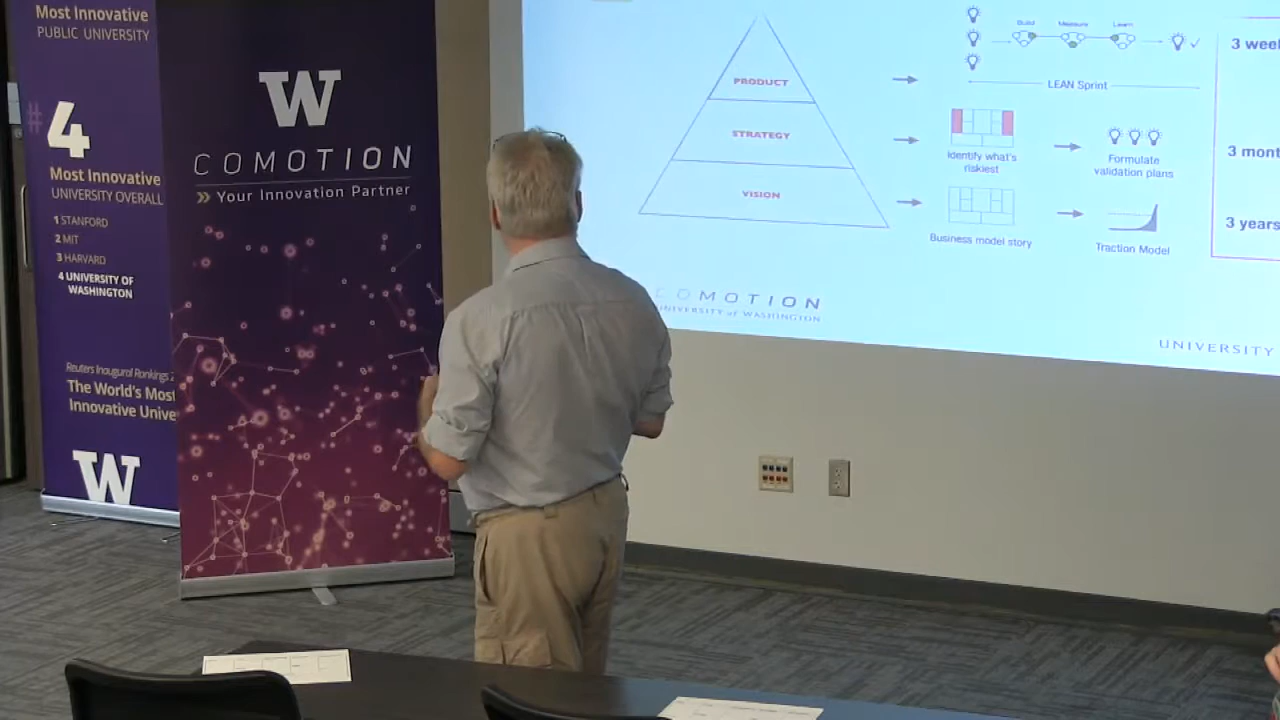 Most Innovative
PUBLIC UNIVERSITY
#4
Most Innovative
UNIVERSITY OVERALL
1 STANFORD
2 MIT
3 HARVARD
4 UNIVERSITY OF
WASHINGTON
Reuters Inaugural Rankings
The World's Most
Innovative
W
W
COMOTION
Your Innovation Partner
PRODUCT
STRATEGY
VISION
Build
Measure
Learn
LEAN Sprint
Identify what's
riskiest
Formulate
validation plans
Business model story
Traction Model
3
3
3 years
COMOTION
UNIVERSITY of WASHINGTON
UNIVERSITY